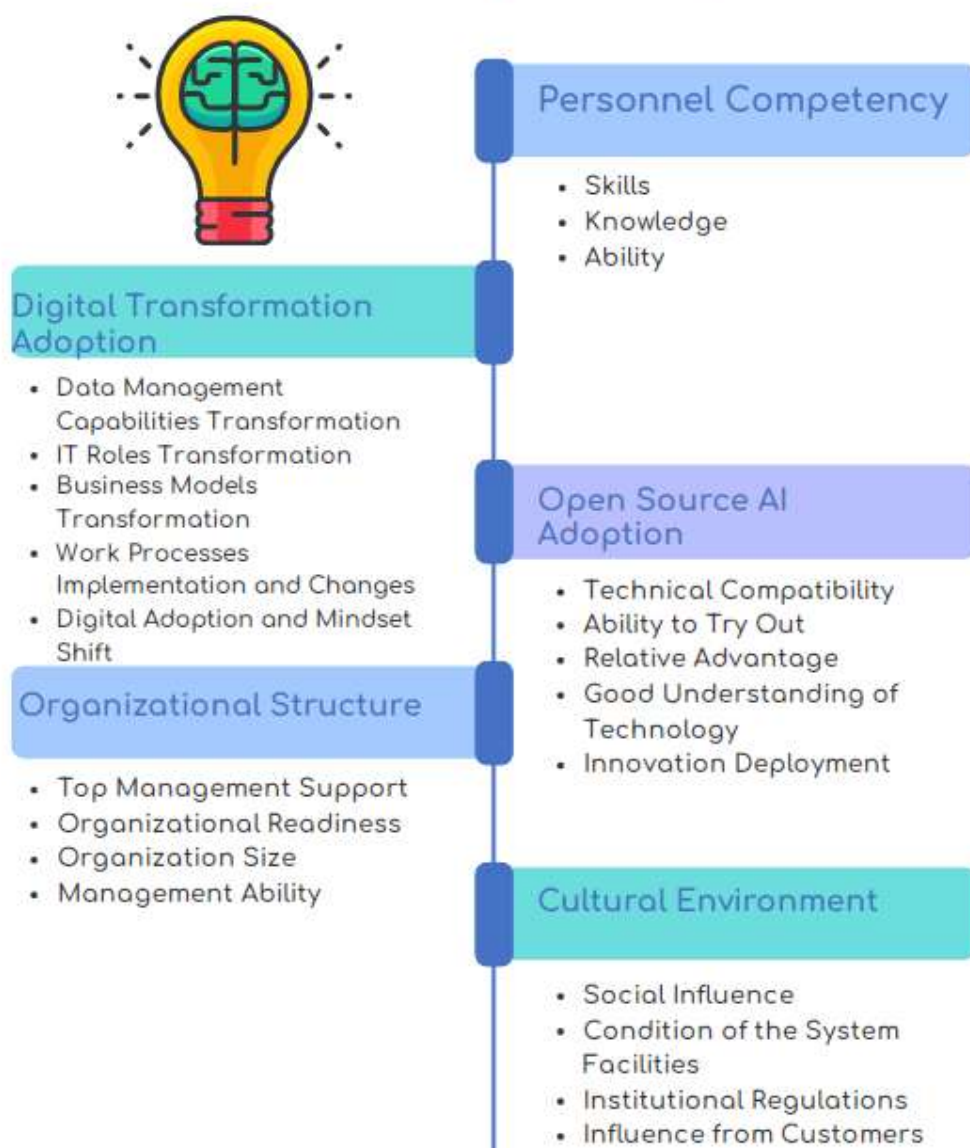 Personnel Competency
• Skills
• Knowledge
• Ability
Digital Transformation
Adoption
• Data Management
Capabilities Transformation
• IT Roles Transformation
• Business Models
Transformation
• Work Processes
Implementation and Changes
• Digital Adoption and Mindset
Shift
Open Source AI
Adoption
• Technical Compatibility
• Ability to Try Out
• Relative Advantage
• Good Understanding of
Technology
• Innovation Deployment
Organizational Structure
• Top Management Support
• Organizational Readiness
• Organization Size
• Management Ability
Cultural Environment
• Social Influence
• Condition of the System
Facilities
• Institutional Regulations
• Influence from Customers